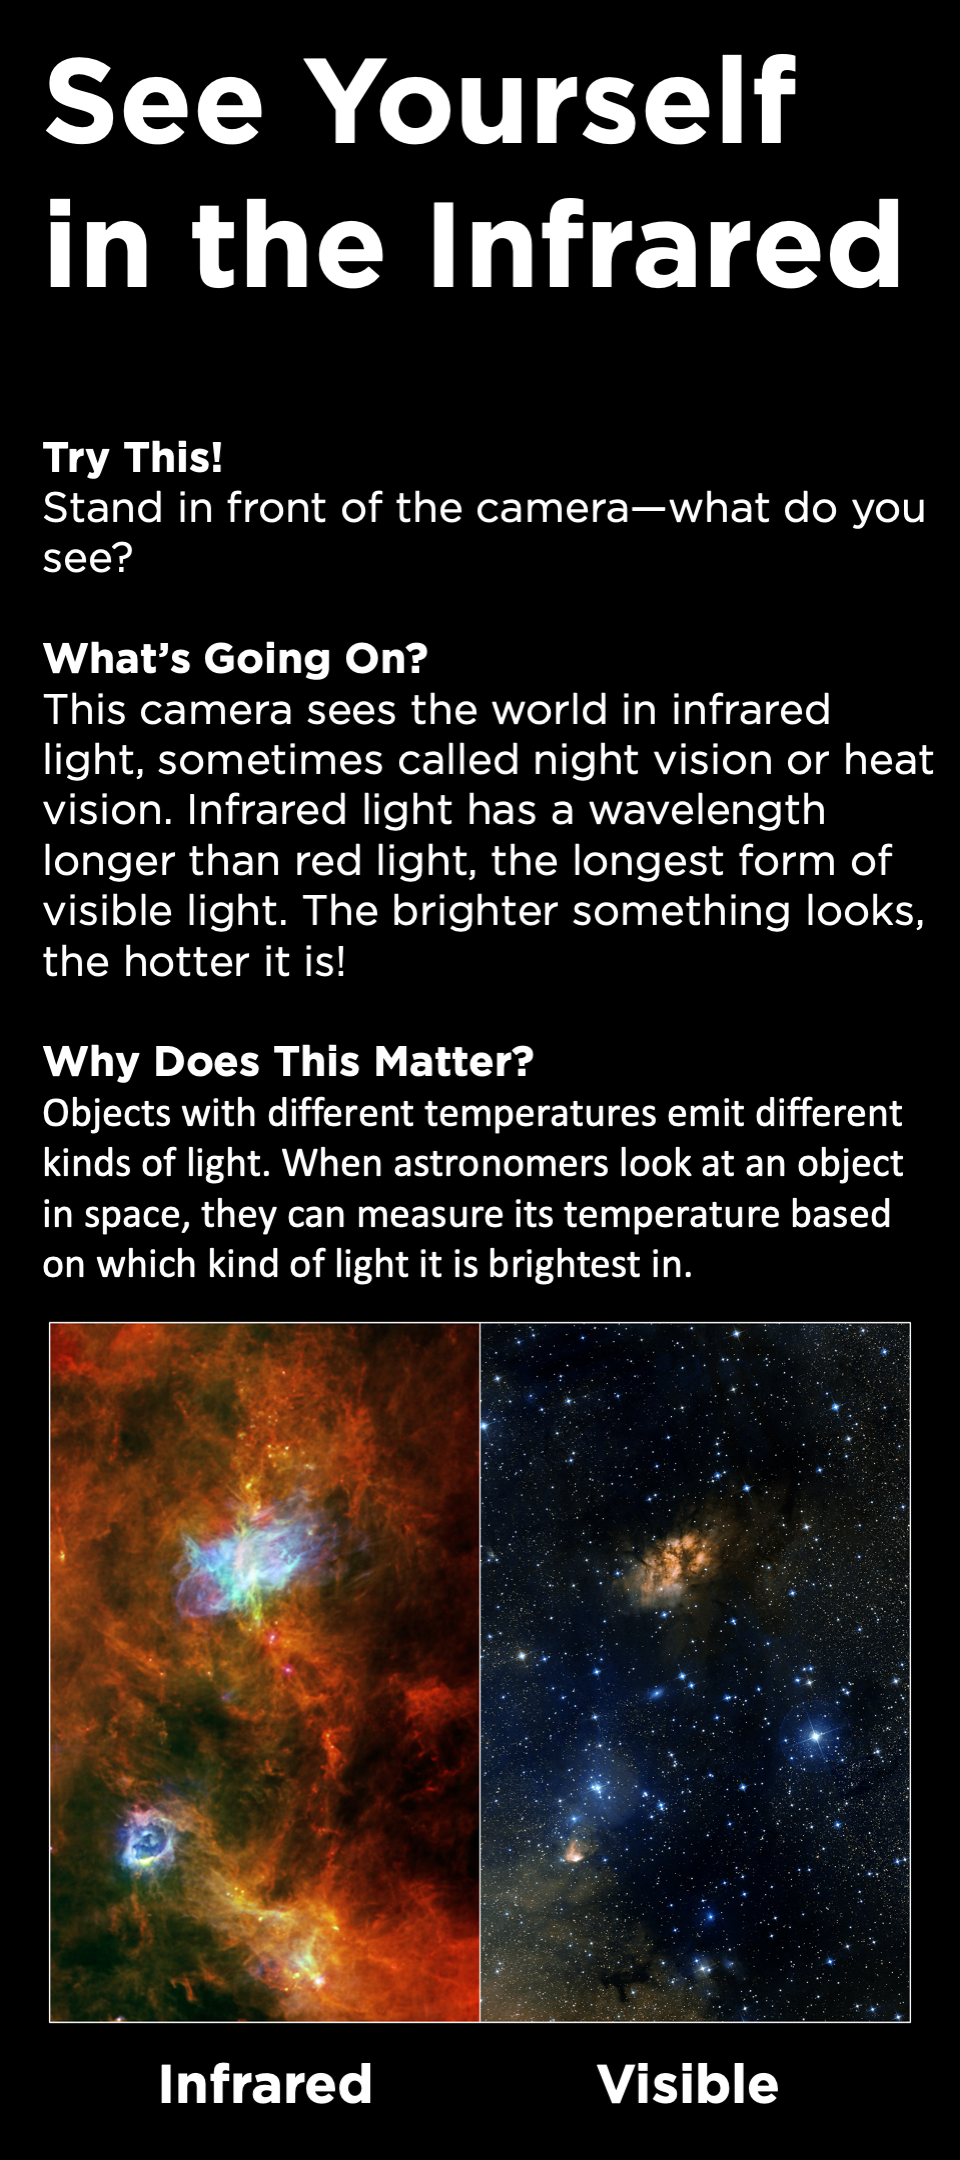 See Yourself
in the Infrared
Try This!
Stand in front of the camera—what do you
see?
What’s Going On?
This camera sees the world in infrared
light, sometimes called night vision or heat
vision. Infrared light has a wavelength
longer than red light, the longest form of
visible light. The brighter something looks,
the hotter it is!
Why Does This Matter?
Objects with different temperatures emit different
kinds of light. When astronomers look at an object
in space, they can measure its temperature based
on which kind of light it is brightest in.
Infrared
Visible